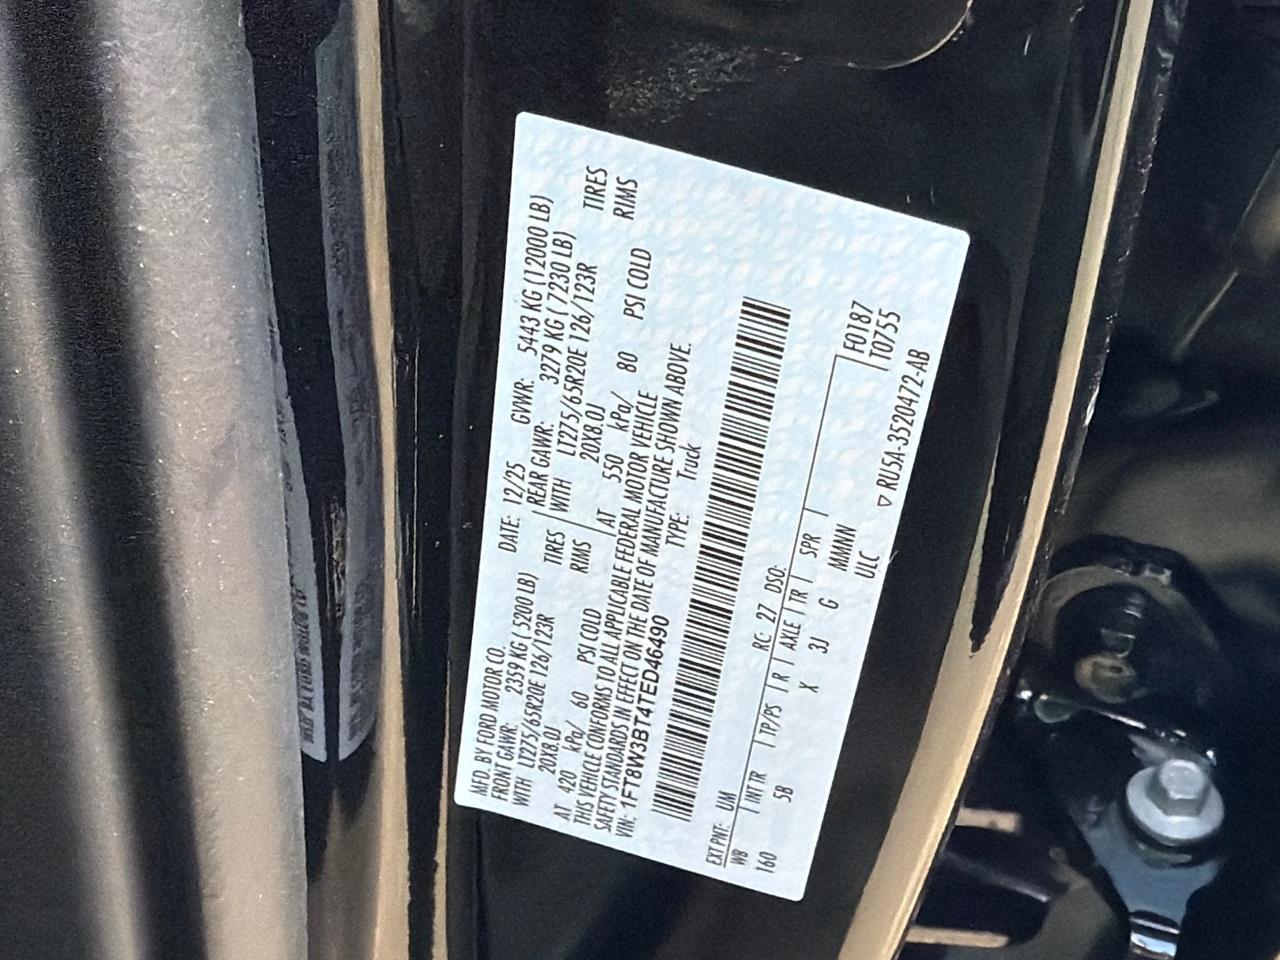 MFD. BY FORD MOTOR CO.
DATE: 12/25 GVWR: 5443 KG (12000 LB)
FRONT GAWR: 2359 KG (5200 LB)
REAR GAWR: 3279 KG (7230 LB)
WITH LT275/65R20E 126/123R TIRES
WITH LT275/65R20E 126/123R TIRES
20X8.0J RIMS
20X8.0J RIMS
AT 420 kPa/ 60 PSI COLD
AT 550 kPa/ 80 PSI COLD
THIS VEHICLE CONFORMS TO ALL APPLICABLE FEDERAL MOTOR VEHICLE
SAFETY STANDARDS IN EFFECT ON THE DATE OF MANUFACTURE SHOWN ABOVE.
VIN: 1FT8W3BT4TED46490 TYPE: Truck
EXT PNT: UM RC: 27 DSO:
WB INT TR TP/PS R AXLE TR SPR F0187
160 5B X 3J G MMMN T0755
ULC
▽ RU5A-3520472-AB